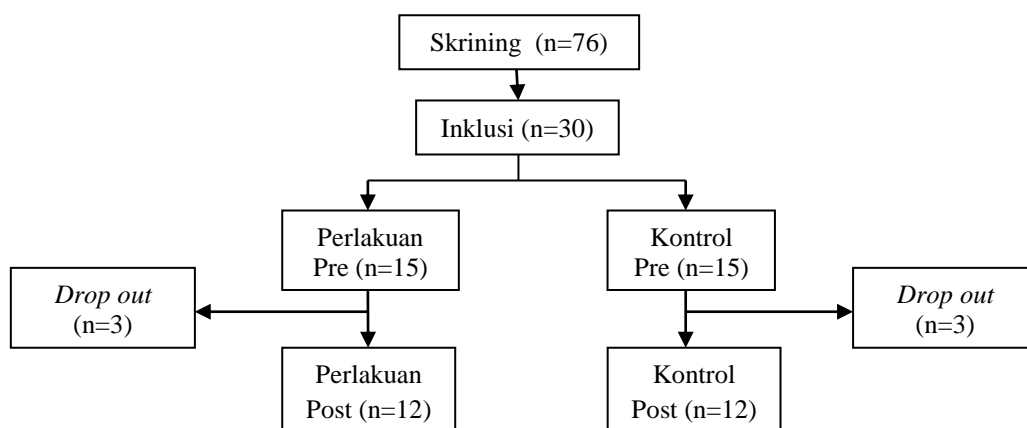 Skrining (n=76)
Inklusi (n=30)
Perlakuan
Pre (n=15)
Kontrol
Pre (n=15)
Drop out
(n=3)
Drop out
(n=3)
Perlakuan
Post (n=12)
Kontrol
Post (n=12)